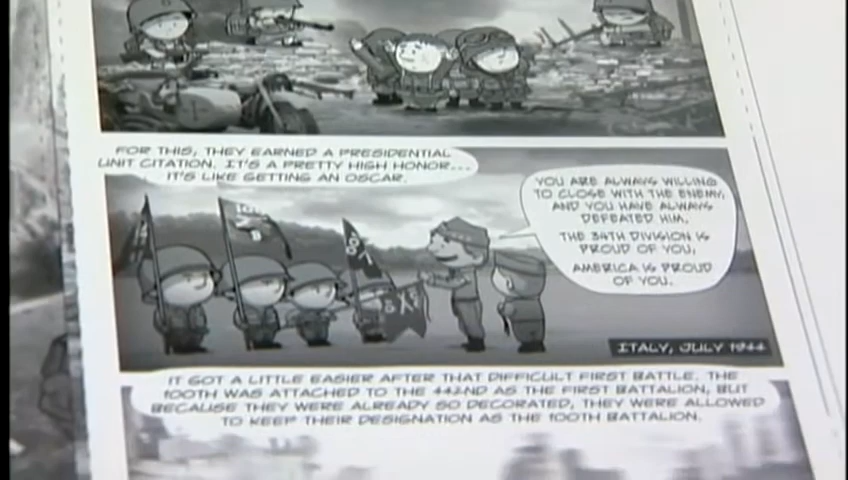 FOR THIS, THEY EARNED A PRESIDENTIAL
UNIT CITATION. IT'S A PRETTY HIGH HONOR...
IT'S LIKE GETTING AN OSCAR.
YOU ARE ALWAYS WILLING
TO CLOSE WITH THE ENEMY,
AND YOU HAVE ALWAYS
DEFEATED HIM.
THE 34TH DIVISION IS
PROUD OF YOU,
AMERICA IS PROUD
OF YOU.
ITALY, JULY 1944
IT GOT A LITTLE EASIER AFTER THAT DIFFICULT FIRST BATTLE. THE
100TH WAS ATTACHED TO THE 442ND AS THE FIRST BATTALION, BUT
BECAUSE THEY WERE ALREADY SO DECORATED, THEY WERE ALLOWED
TO KEEP THEIR DESIGNATION AS THE 100TH BATTALION.